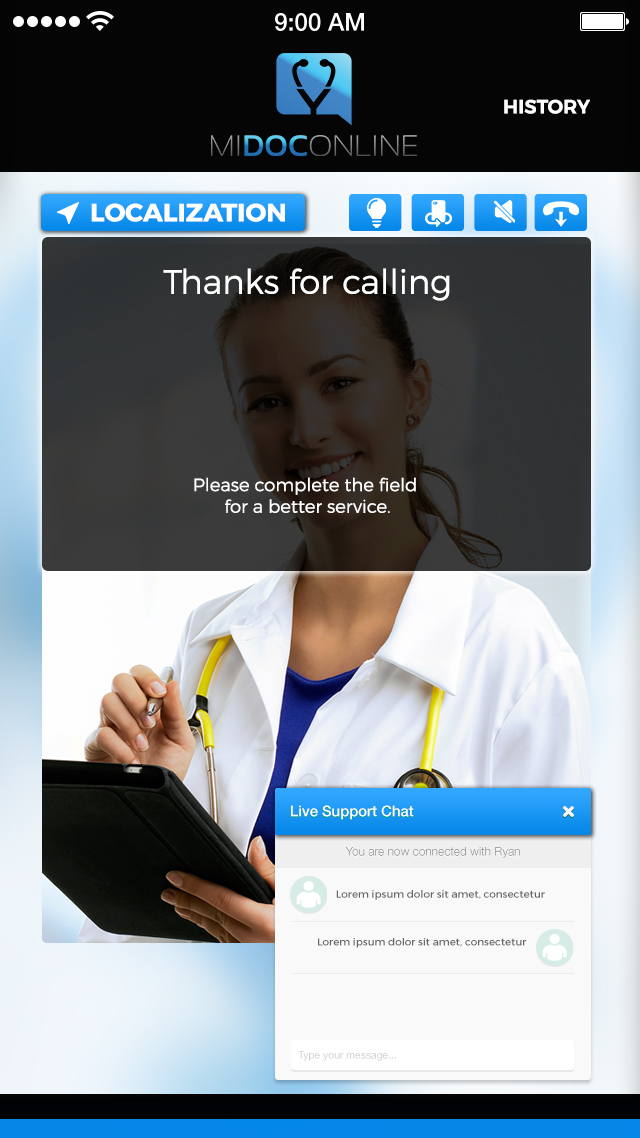 9:00 AM
HISTORY
MIDOCONLINE
LOCALIZATION
Thanks for calling
Please complete the field
for a better service.
Live Support Chat
You are now connected with Ryan
Lorem ipsum dolor sit amet, consectetur
Lorem ipsum dolor sit amet, consectetur
Type your message...